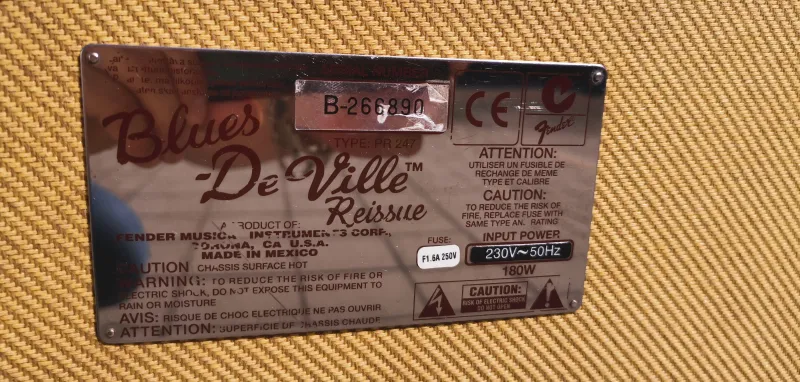 B-266890
TYPE: PR 247
Blues
De Ville™
Reissue
A PRODUCT OF:
FENDER MUSICAL INSTRUMENTS CORP.,
CORONA, CA U.S.A.
MADE IN MEXICO
CAUTION CHASSIS SURFACE HOT
WARNING: TO REDUCE THE RISK OF FIRE OR
ELECTRIC SHOCK, DO NOT EXPOSE THIS EQUIPMENT TO
RAIN OR MOISTURE
AVIS: RISQUE DE CHOC ELECTRIQUE NE PAS OUVRIR
ATTENTION: SUPERFICIE DE CHASSIS CHAUDE
CE
Fender
ATTENTION:
UTILISER UN FUSIBLE DE
RECHANGE DE MEME
TYPE ET CALIBRE
CAUTION:
TO REDUCE THE RISK OF
FIRE, REPLACE FUSE WITH
SAME TYPE AN. RATING
FUSE:
F1.6A 250V
INPUT POWER
230V~50Hz
180W
CAUTION:
RISK OF ELECTRIC SHOCK
DO NOT OPEN